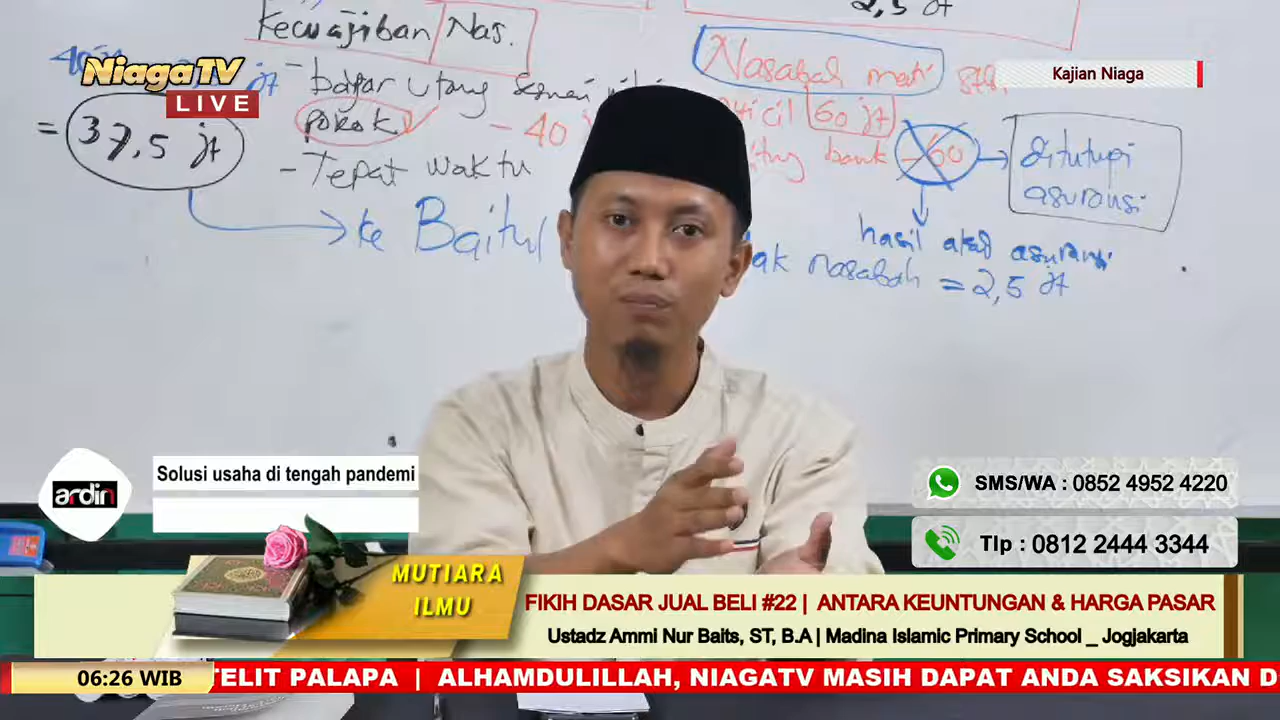 2,5 jt
Kewajiban Nas.
NiagaTV
LIVE
Kajian Niaga
- bayar utang
pokok
- 40
- Tepat waktu
= 37,5 jt
ke Baitul
Nasabah mati
cicil 60 jt
bank - 60
ditutupi
asuransi
hasil akad asuransi
nasabah = 2,5 jt
ardin
Solusi usaha di tengah pandemi
SMS/WA : 0852 4952 4220
Tlp : 0812 2444 3344
MUTIARA
ILMU
FIKIH DASAR JUAL BELI #22 | ANTARA KEUNTUNGAN & HARGA PASAR
Ustadz Ammi Nur Baits, ST, B.A | Madina Islamic Primary School _ Jogjakarta
06:26 WIB
TELIT PALAPA | ALHAMDULILLAH, NIAGATV MASIH DAPAT ANDA SAKSIKAN D